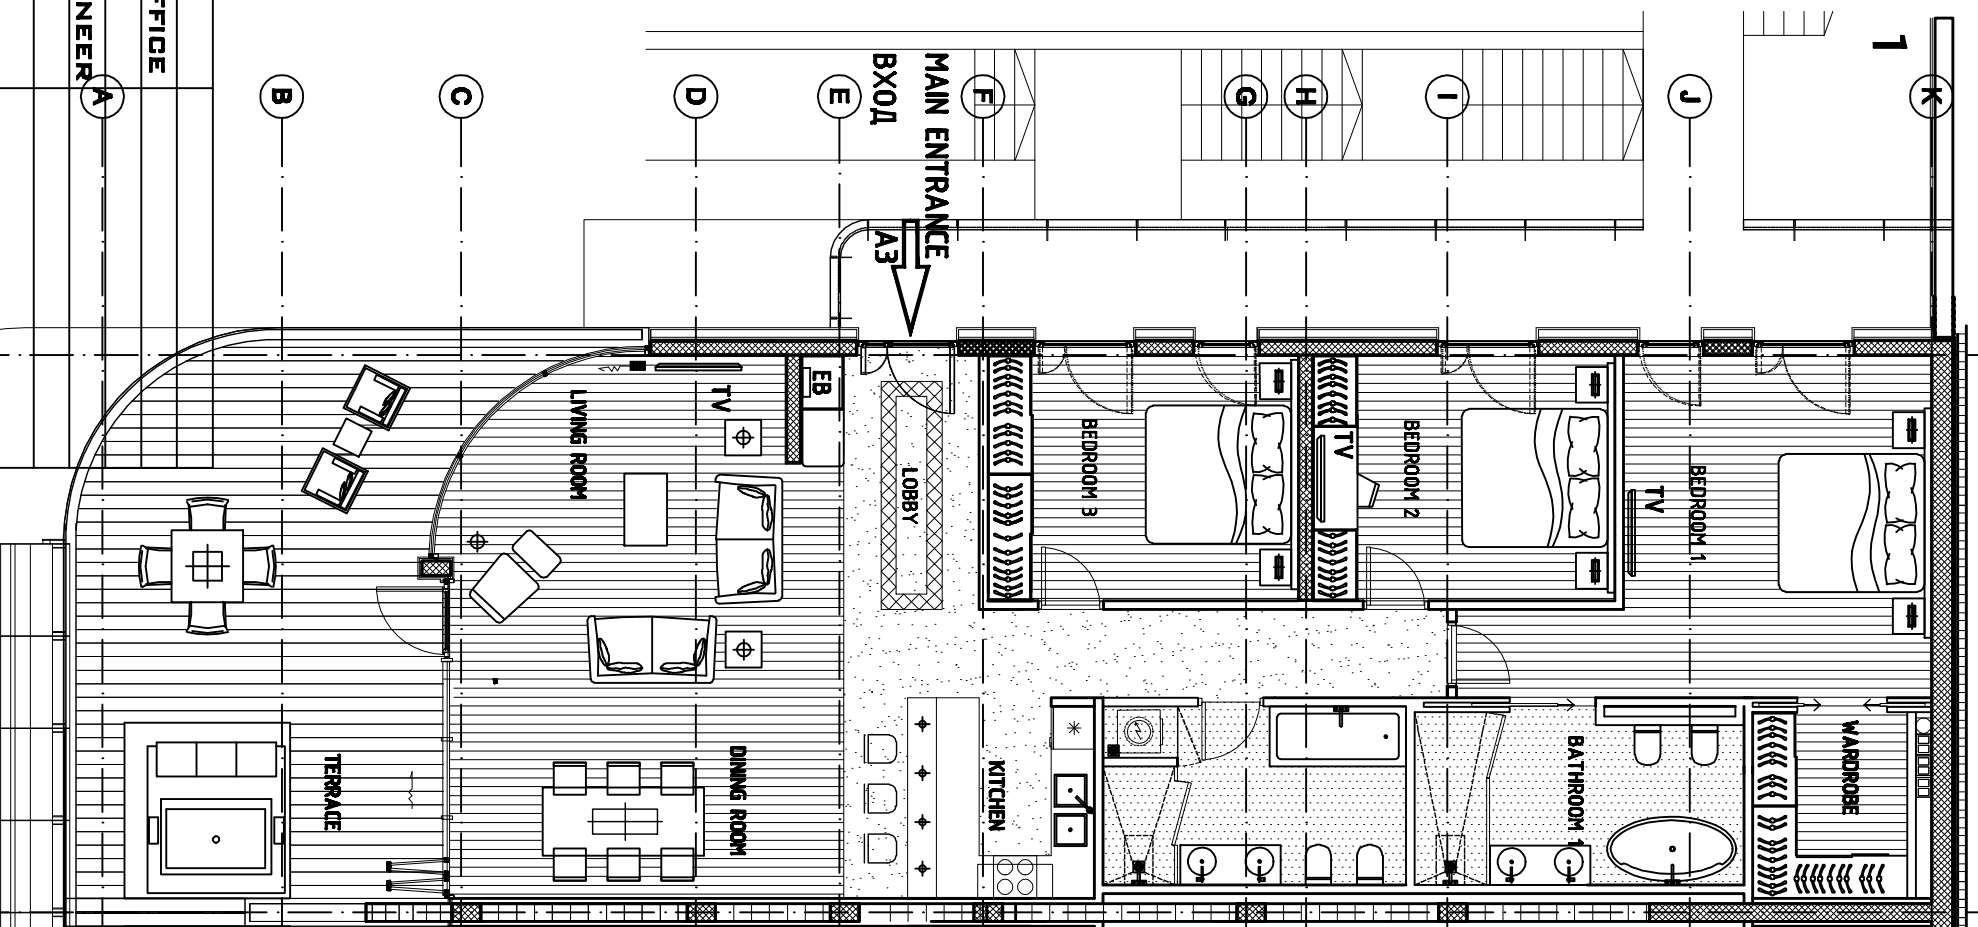 FFICE
NEER
1
A
B
C
D
E
F
G
H
I
J
K
MAIN ENTRANCE
ВХОД
A3
EB
TV
LIVING ROOM
LOBBY
BEDROOM 3
TV
BEDROOM 2
TV
BEDROOM 1
TERRACE
DINING ROOM
KITCHEN
BATHROOM 1
WARDROBE